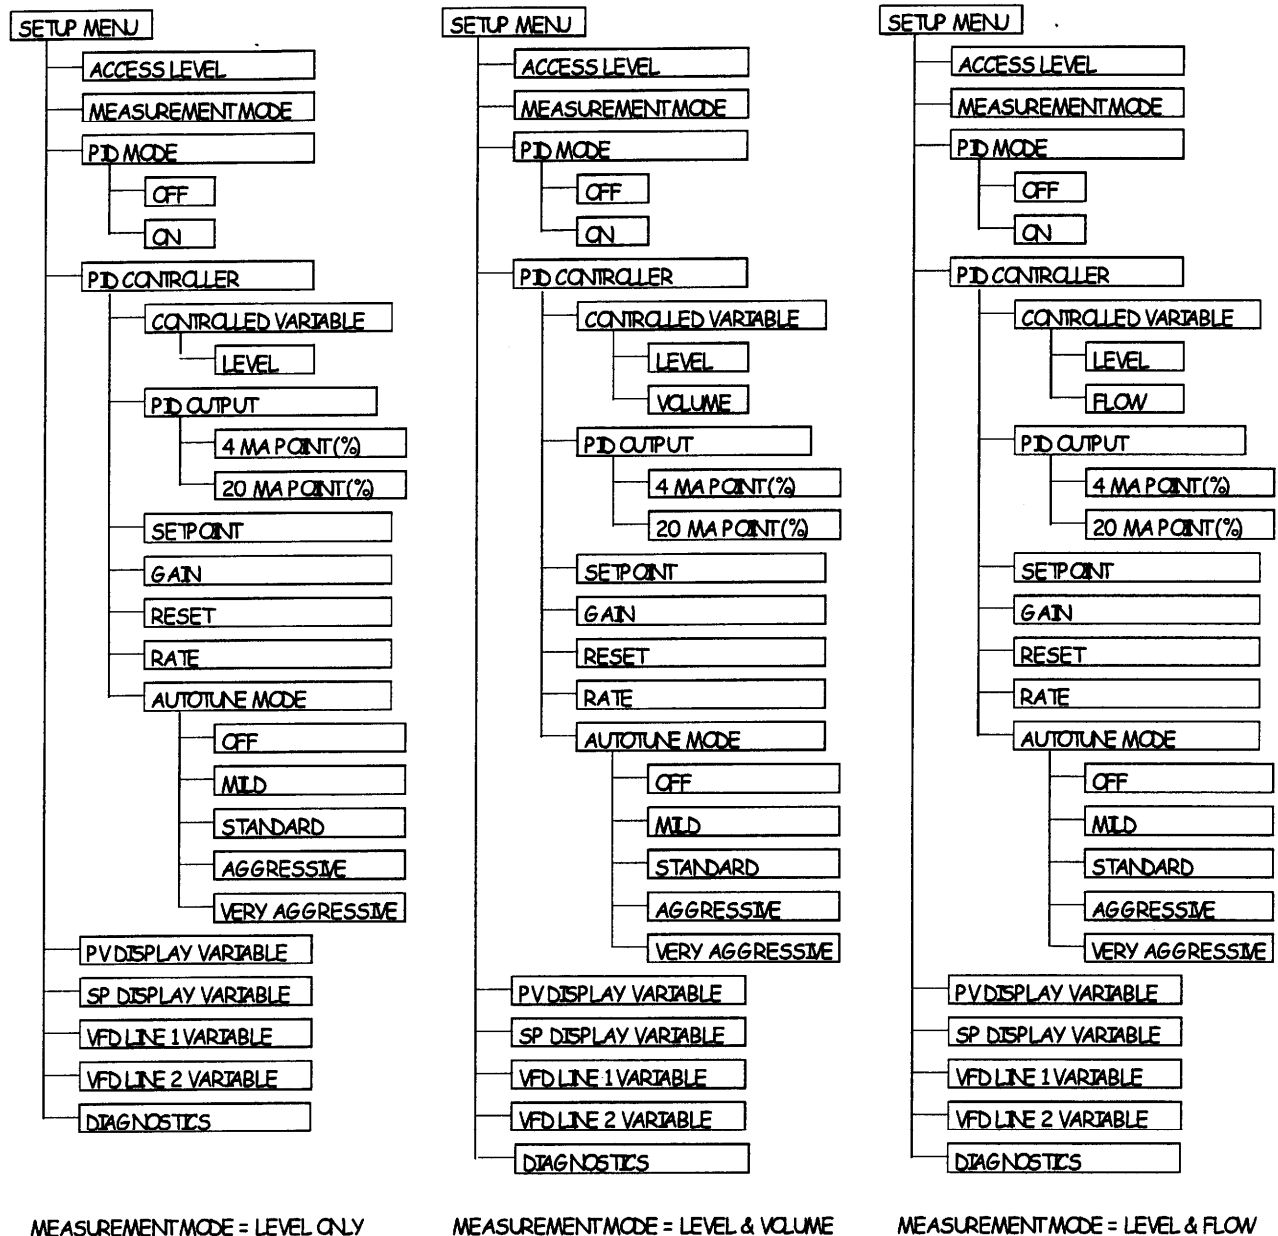 SETUP MENU
ACCESS LEVEL
MEASUREMENT MODE
PID MODE
OFF
ON
PID CONTROLLER
CONTROLLED VARIABLE
LEVEL
PID OUTPUT
4 MA POINT (%)
20 MA POINT (%)
SETPOINT
GAIN
RESET
RATE
AUTOTUNE MODE
OFF
MILD
STANDARD
AGGRESSIVE
VERY AGGRESSIVE
PV DISPLAY VARIABLE
SP DISPLAY VARIABLE
VFD LINE 1 VARIABLE
VFD LINE 2 VARIABLE
DIAGNOSTICS
MEASUREMENT MODE = LEVEL ONLY
SETUP MENU
ACCESS LEVEL
MEASUREMENT MODE
PID MODE
OFF
ON
PID CONTROLLER
CONTROLLED VARIABLE
LEVEL
VOLUME
PID OUTPUT
4 MA POINT (%)
20 MA POINT (%)
SETPOINT
GAIN
RESET
RATE
AUTOTUNE MODE
OFF
MILD
STANDARD
AGGRESSIVE
VERY AGGRESSIVE
PV DISPLAY VARIABLE
SP DISPLAY VARIABLE
VFD LINE 1 VARIABLE
VFD LINE 2 VARIABLE
DIAGNOSTICS
MEASUREMENT MODE = LEVEL & VOLUME
SETUP MENU
ACCESS LEVEL
MEASUREMENT MODE
PID MODE
OFF
ON
PID CONTROLLER
CONTROLLED VARIABLE
LEVEL
FLOW
PID OUTPUT
4 MA POINT (%)
20 MA POINT (%)
SETPOINT
GAIN
RESET
RATE
AUTOTUNE MODE
OFF
MILD
STANDARD
AGGRESSIVE
VERY AGGRESSIVE
PV DISPLAY VARIABLE
SP DISPLAY VARIABLE
VFD LINE 1 VARIABLE
VFD LINE 2 VARIABLE
DIAGNOSTICS
MEASUREMENT MODE = LEVEL & FLOW